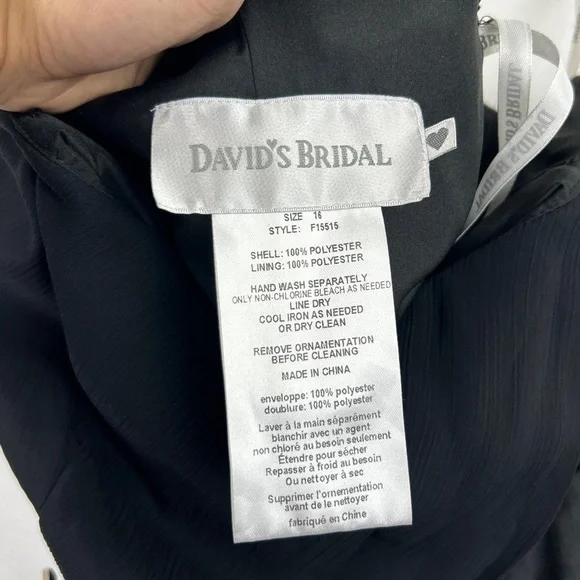 DAVID'S BRIDAL
SIZE 16
STYLE: F15515
SHELL: 100% POLYESTER
LINING: 100% POLYESTER
HAND WASH SEPARATELY
ONLY NON-CHLORINE BLEACH AS NEEDED
LINE DRY
COOL IRON AS NEEDED
OR DRY CLEAN
REMOVE ORNAMENTATION
BEFORE CLEANING
MADE IN CHINA
enveloppe: 100% polyester
doublure: 100% polyester
Laver à la main séparément
blanchir avec un agent
non chloré au besoin seulement
Étendre pour sécher
Repasser à froid au besoin
Ou nettoyer à sec
Supprimer l'ornementation
avant de le nettoyer
fabriqué en Chine
DAVID'S BRIDAL
BR